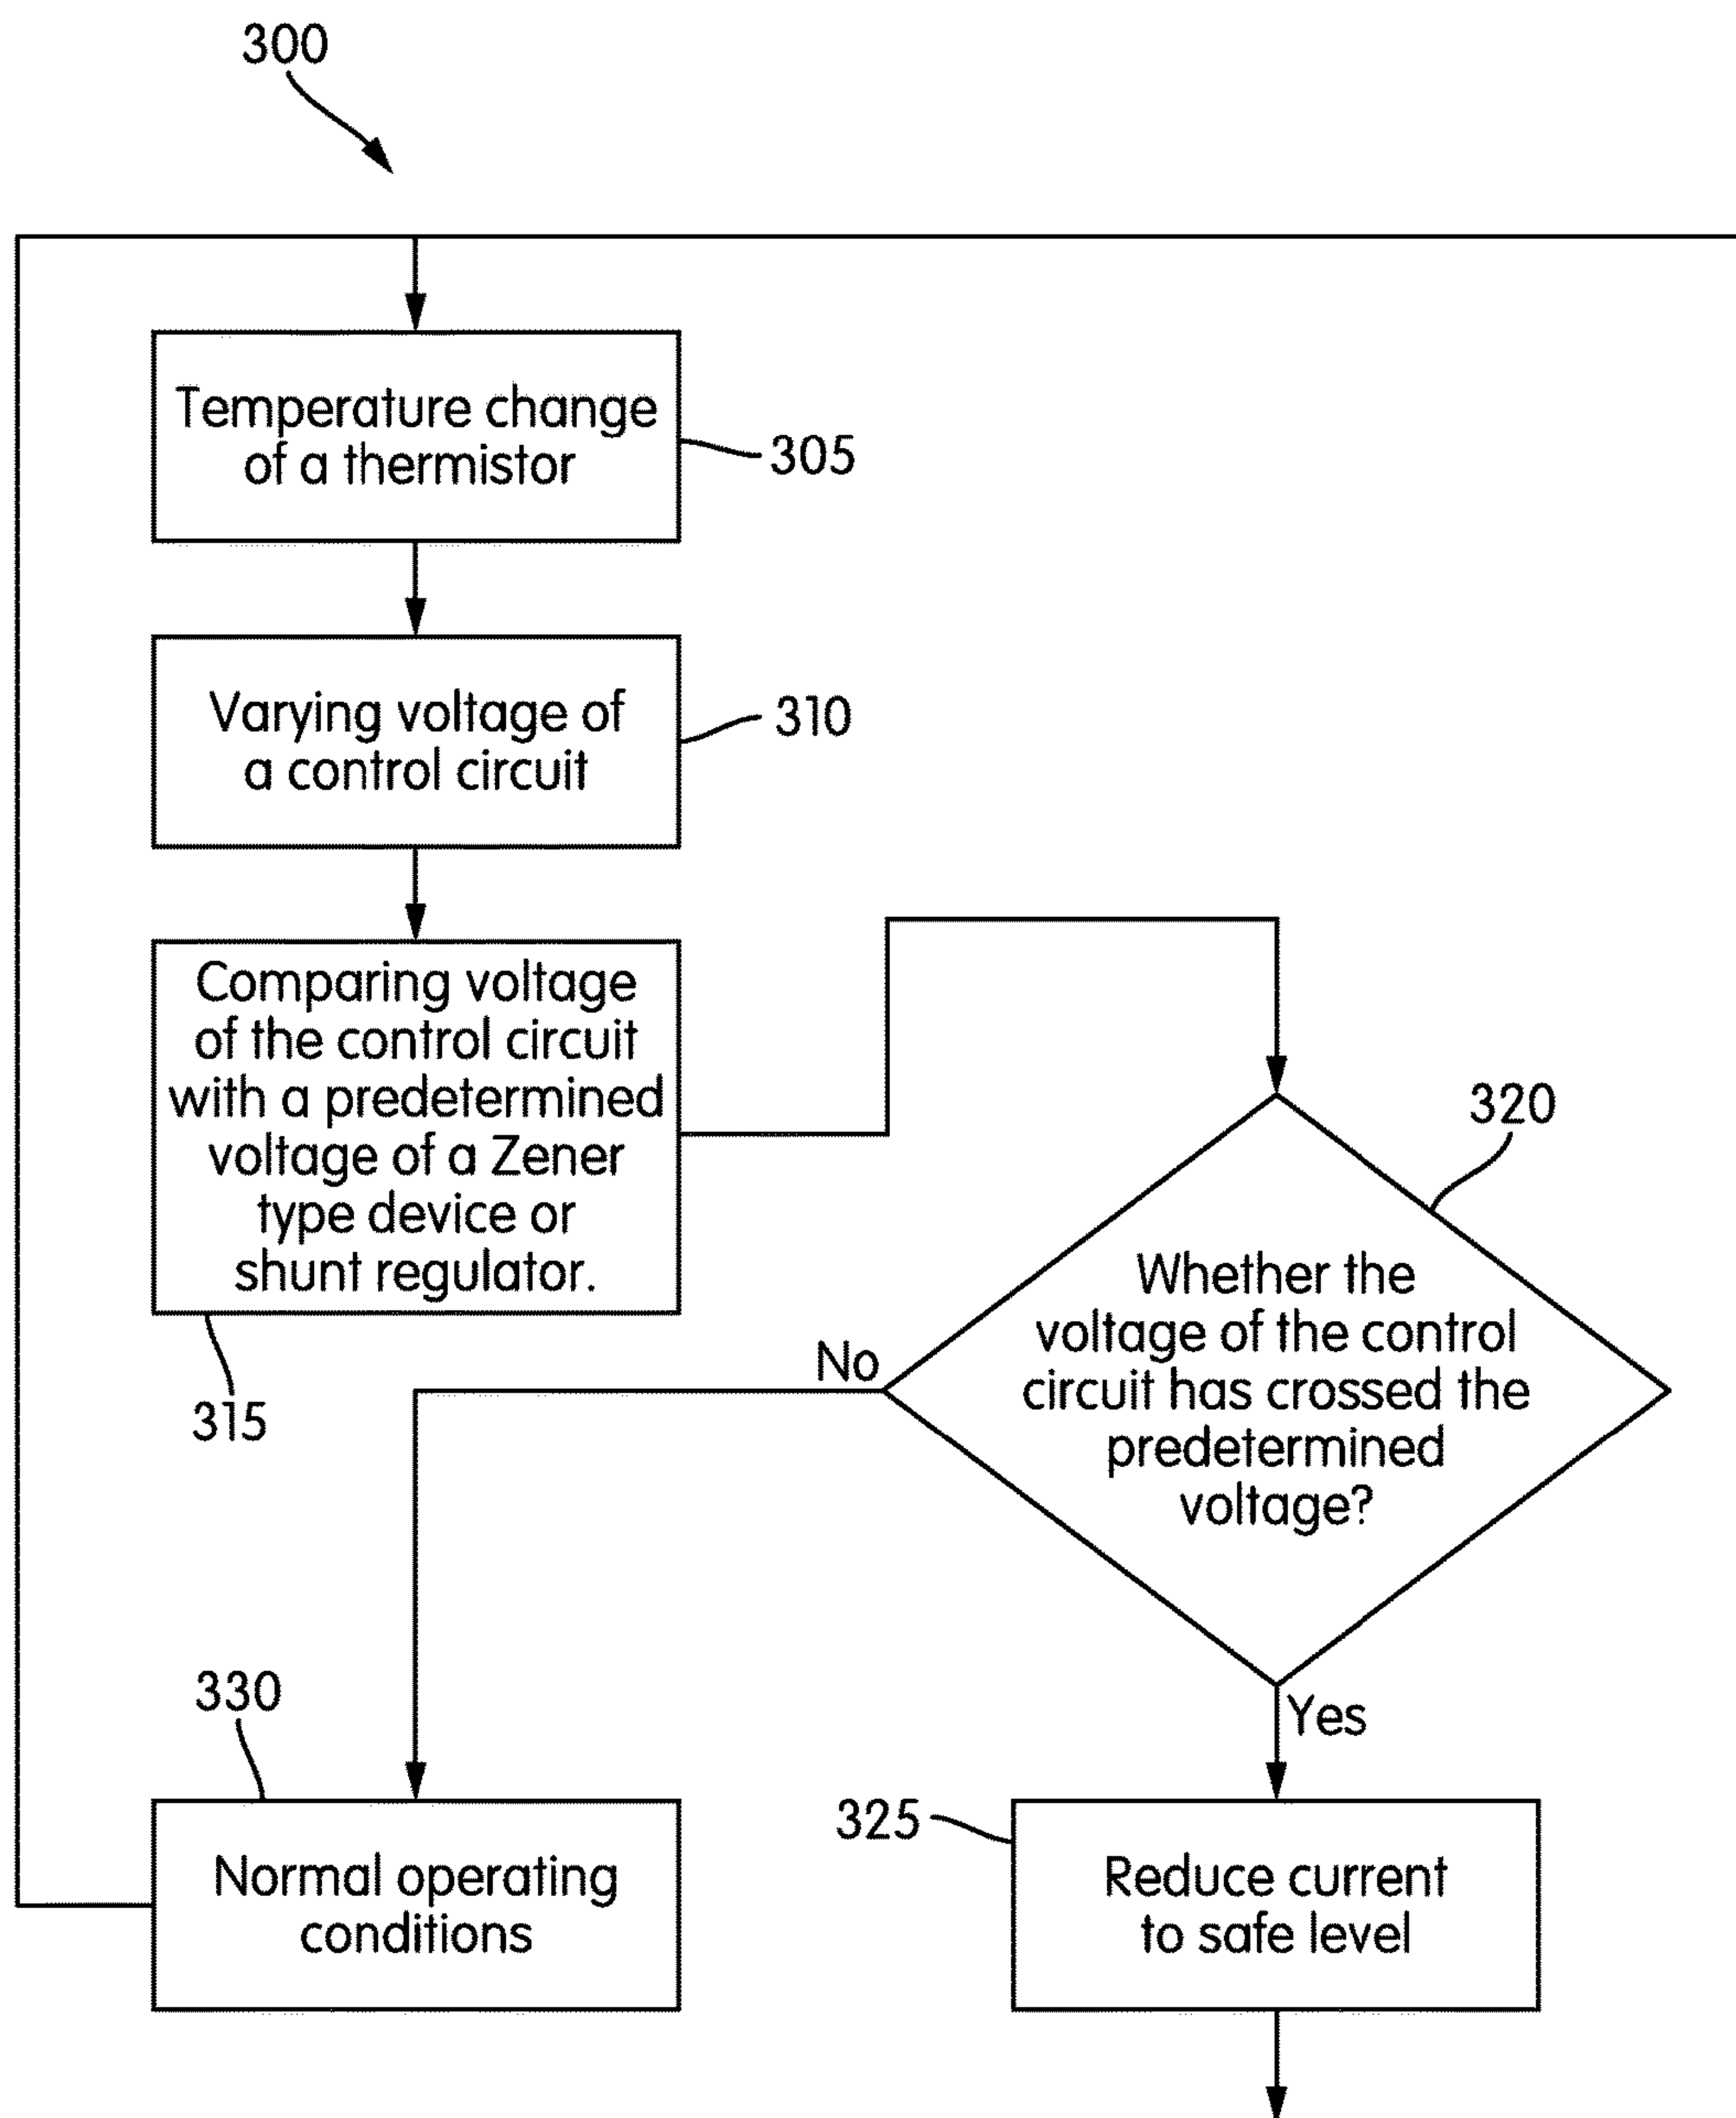 300
Temperature change
of a thermistor
305
Varying voltage of
a control circuit
310
Comparing voltage
of the control circuit
with a predetermined
voltage of a Zener
type device or
shunt regulator.
315
320
Whether the
voltage of the control
circuit has crossed the
predetermined
voltage?
No
Yes
330
Normal operating
conditions
325
Reduce current
to safe level